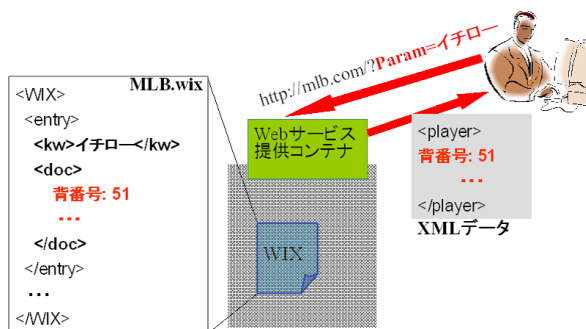 MLB.wix
<WIX>
<entry>
<kw>イチロー</kw>
<doc>
背番号: 51
…
</doc>
</entry>
…
</WIX>
http://mlb.com/?Param=イチロー
Webサービス
提供コンテナ
WIX
<player>
背番号: 51
…
</player>
XMLデータ